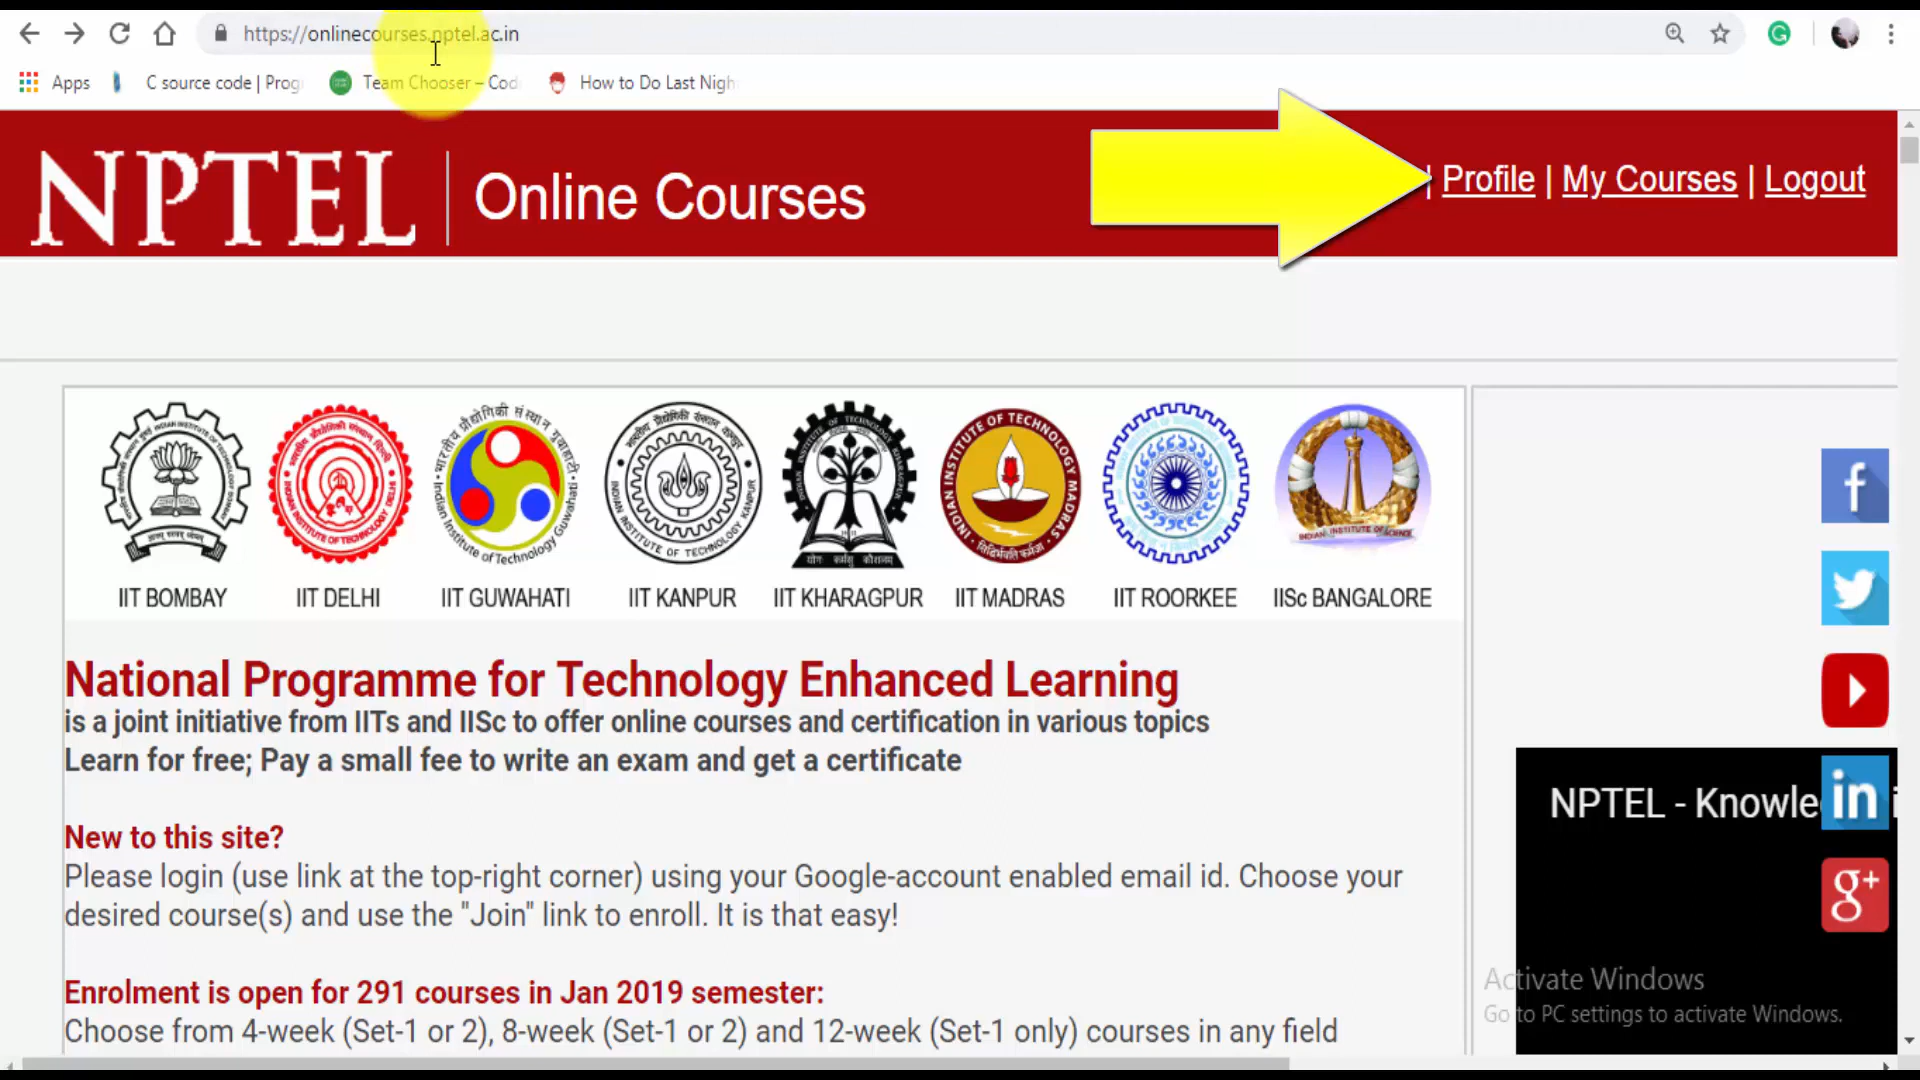 https://onlinecourses.nptel.ac.in
Apps
C source code | Prog
Team Chooser – Cod
How to Do Last Nigh
NPTEL | Online Courses
| Profile | My Courses | Logout
IIT BOMBAY IIT DELHI IIT GUWAHATI IIT KANPUR IIT KHARAGPUR IIT MADRAS IIT ROORKEE IISc BANGALORE
National Programme for Technology Enhanced Learning
is a joint initiative from IITs and IISc to offer online courses and certification in various topics
Learn for free; Pay a small fee to write an exam and get a certificate
New to this site?
Please login (use link at the top-right corner) using your Google-account enabled email id. Choose your
desired course(s) and use the "Join" link to enroll. It is that easy!
Enrolment is open for 291 courses in Jan 2019 semester:
Choose from 4-week (Set-1 or 2), 8-week (Set-1 or 2) and 12-week (Set-1 only) courses in any field
f
in
g+
NPTEL - Knowle
Activate Windows
Go to PC settings to activate Windows.